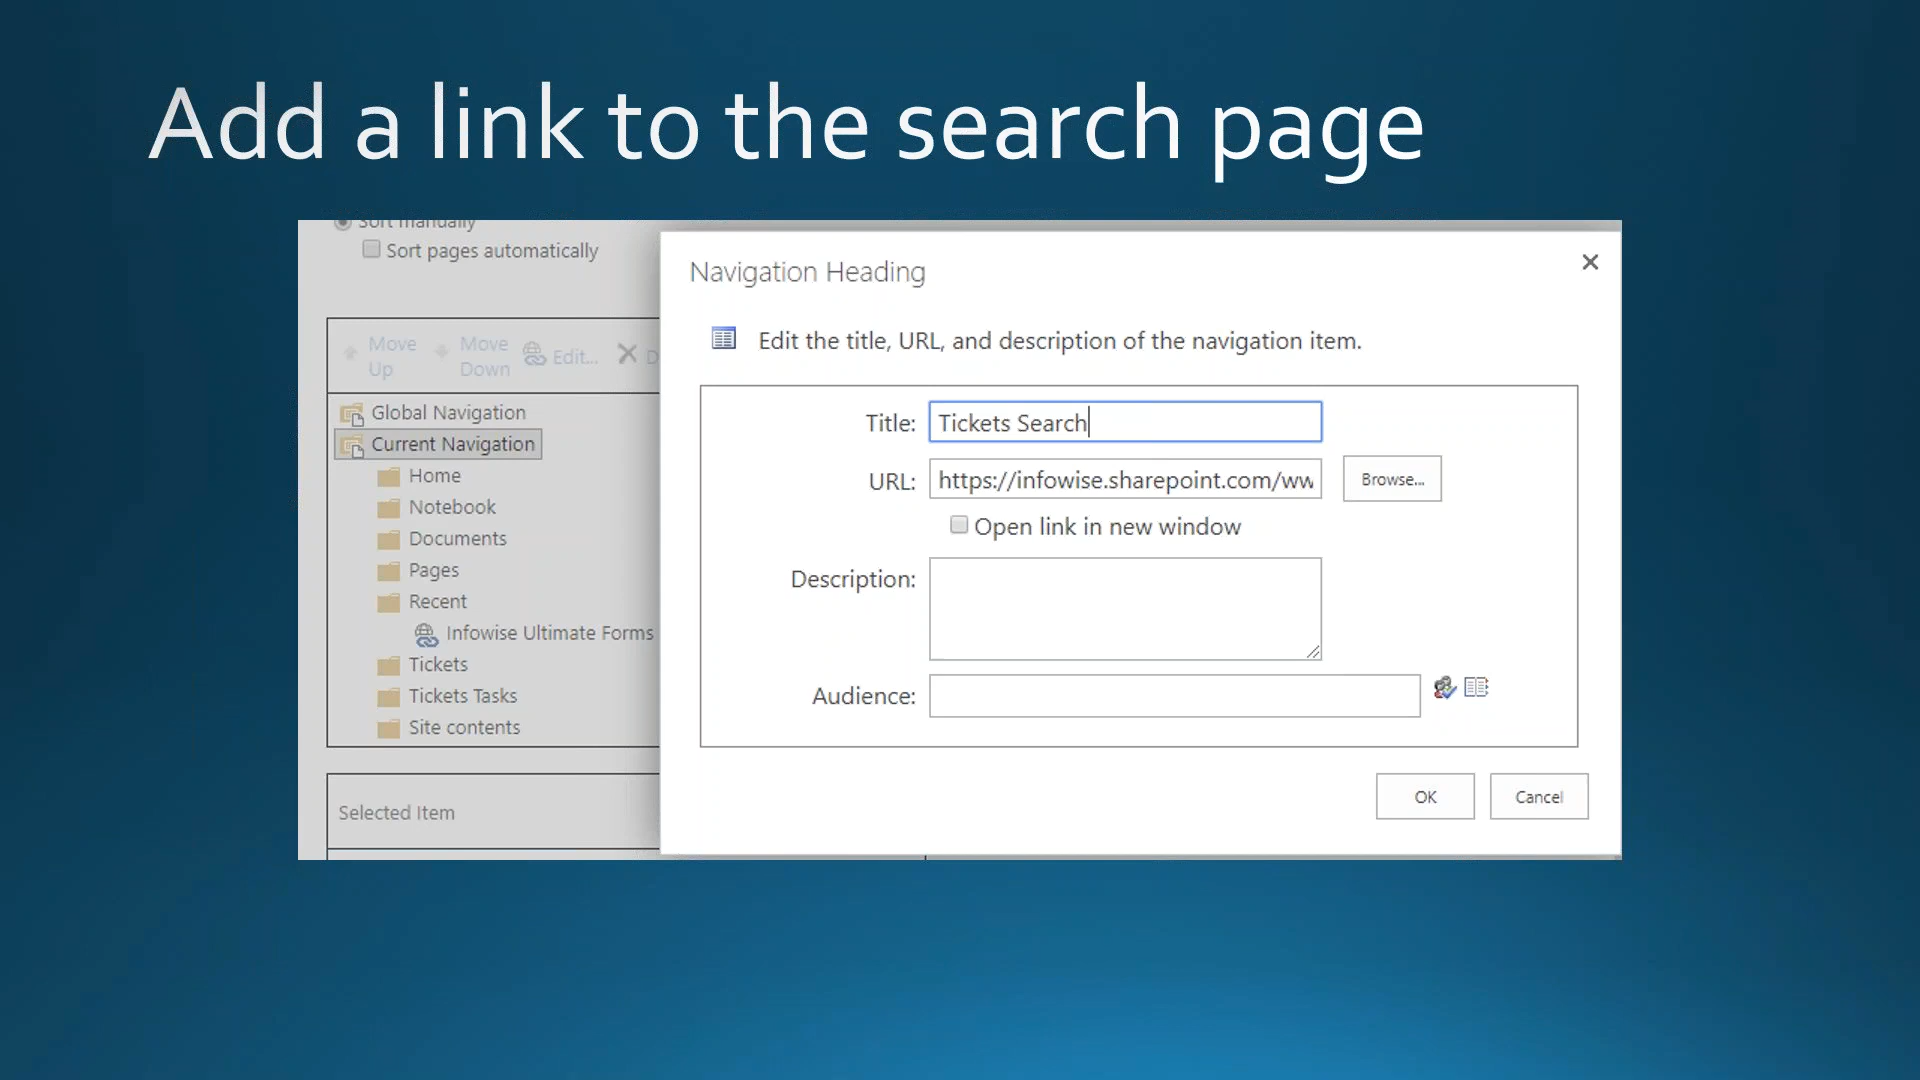 Add a link to the search page
Sort manually
Sort pages automatically
Navigation Heading
Edit the title, URL, and description of the navigation item.
Move Up
Move Down
Edit...
D
Global Navigation
Current Navigation
Home
Notebook
Documents
Pages
Recent
Infowise Ultimate Forms
Tickets
Tickets Tasks
Site contents
Selected Item
Title: Tickets Search
URL: https://infowise.sharepoint.com/ww Browse...
Open link in new window
Description:
Audience:
OK Cancel